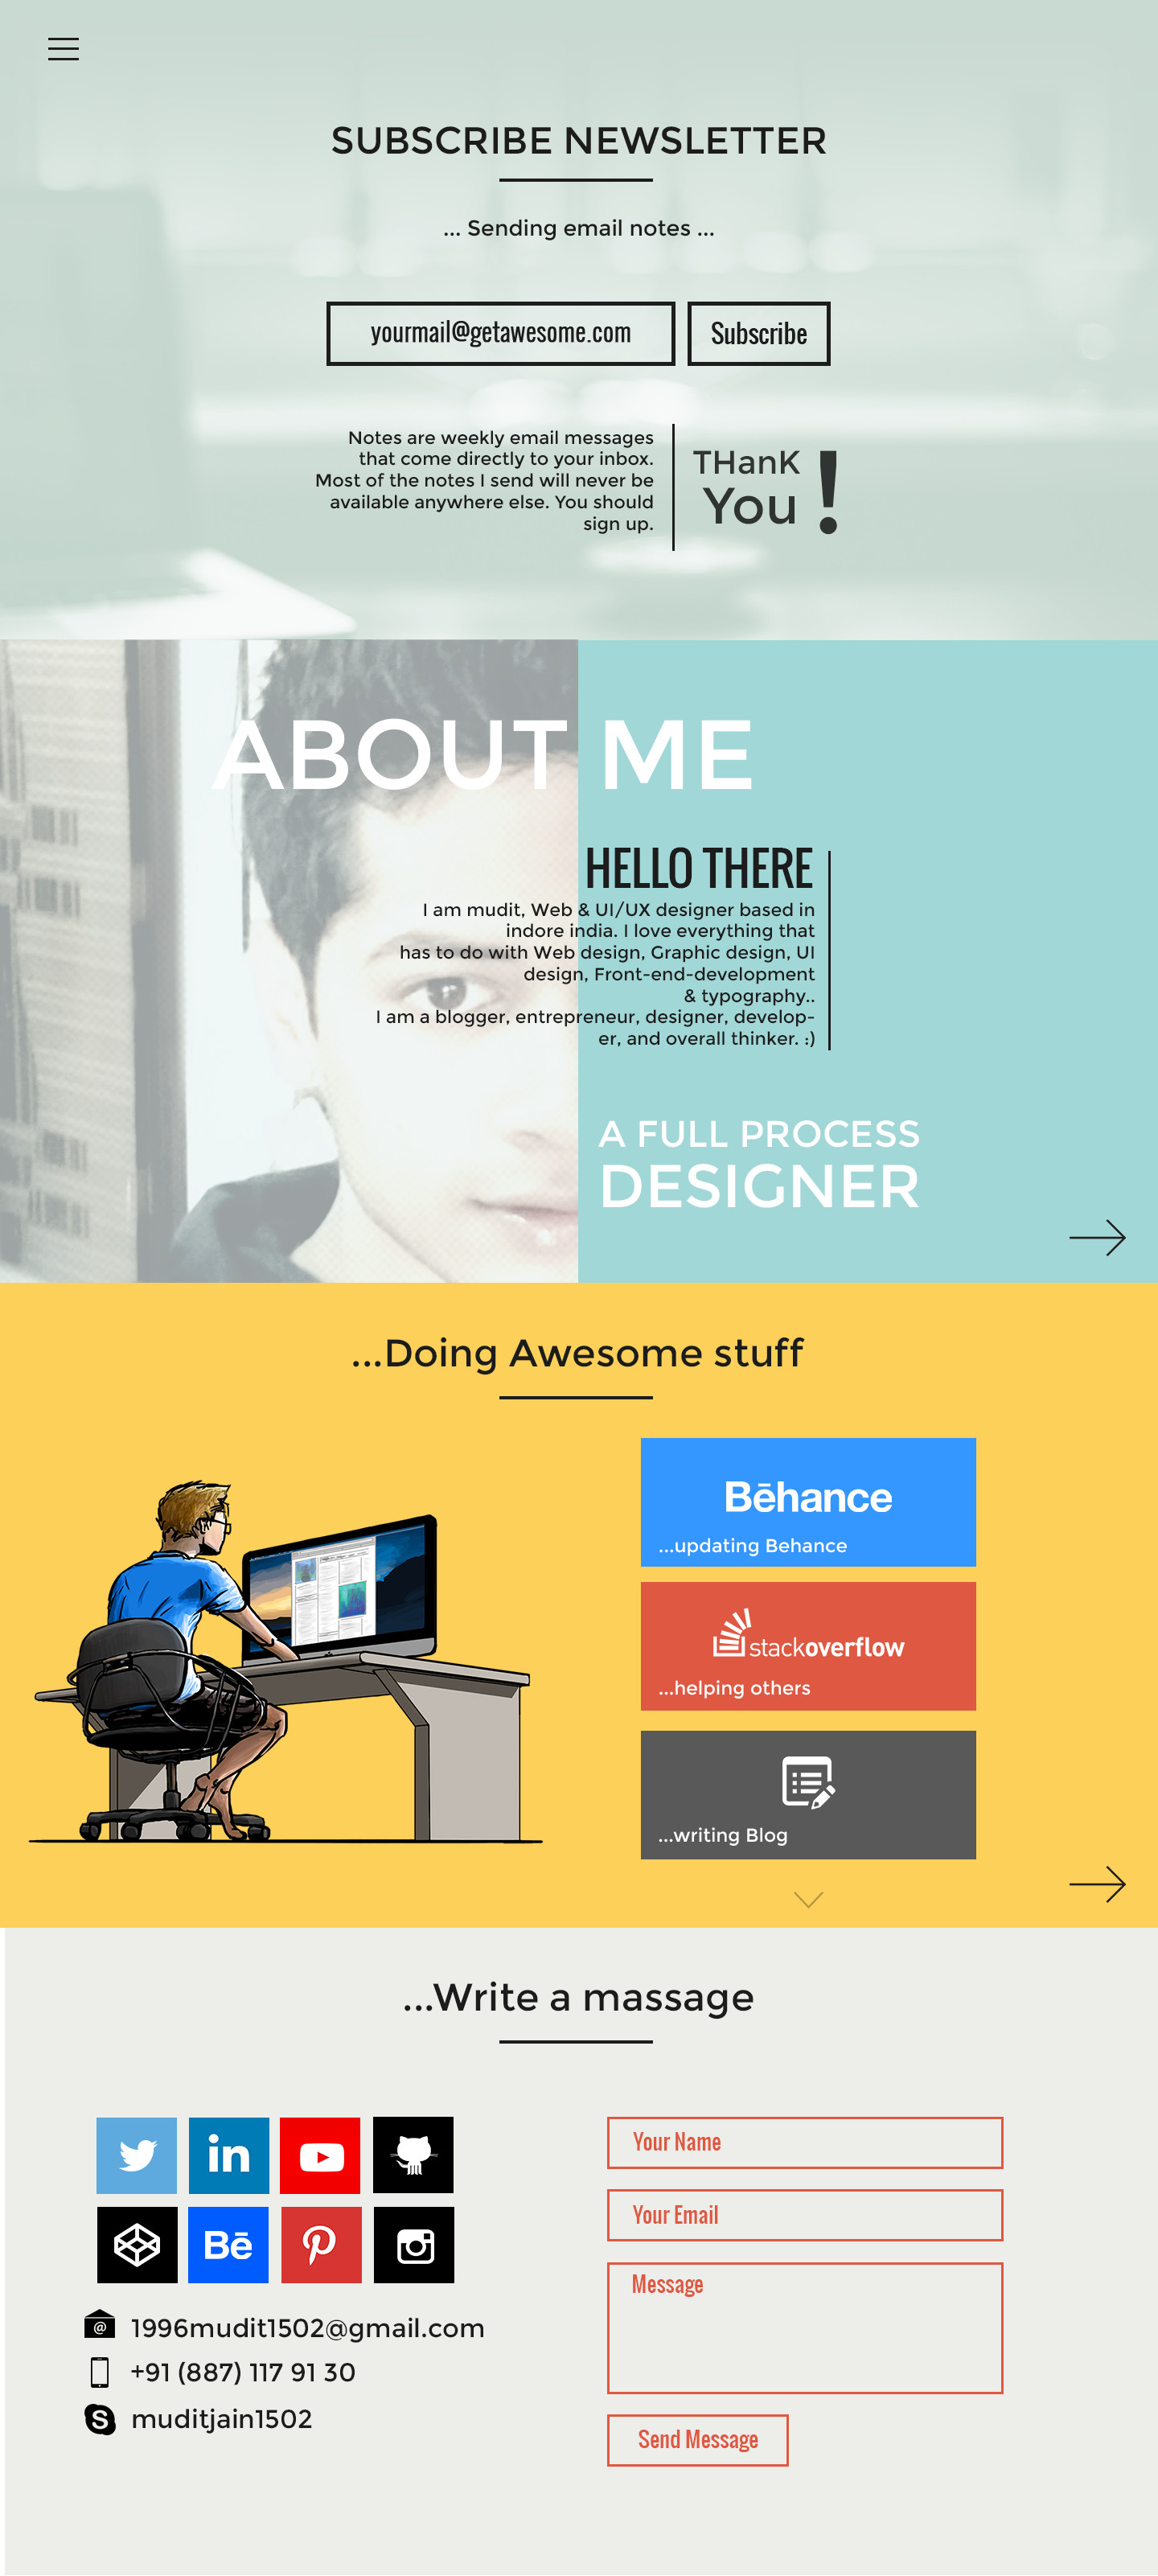 SUBSCRIBE NEWSLETTER
... Sending email notes ...
yourmail@getawesome.com
Subscribe
Notes are weekly email messages
that come directly to your inbox.
Most of the notes I send will never be
available anywhere else. You should
sign up.
THanK
You !
ABOUT ME
HELLO THERE
I am mudit, Web & UI/UX designer based in
indore india. I love everything that
has to do with Web design, Graphic design, UI
design, Front-end-development
& typography..
I am a blogger, entrepreneur, designer, develop-
er, and overall thinker. :)
A FULL PROCESS
DESIGNER
...Doing Awesome stuff
Bēhance
...updating Behance
stackoverflow
...helping others
...writing Blog
...Write a massage
in
Bē
1996mudit1502@gmail.com
+91 (887) 117 91 30
muditjain1502
Your Name
Your Email
Message
Send Message